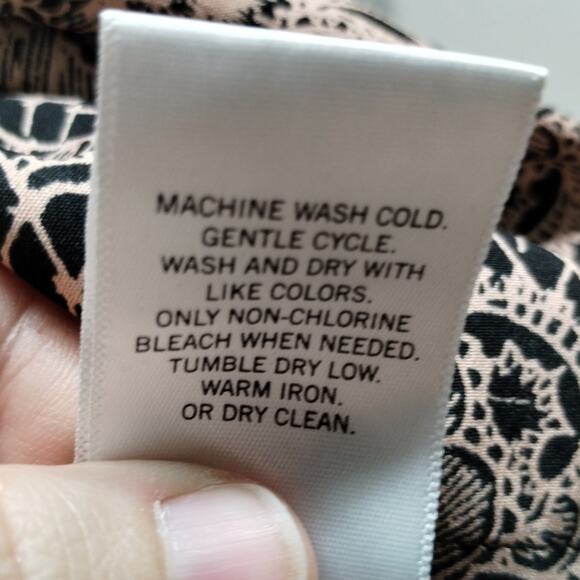 MACHINE WASH COLD.
GENTLE CYCLE.
WASH AND DRY WITH
LIKE COLORS.
ONLY NON-CHLORINE
BLEACH WHEN NEEDED.
TUMBLE DRY LOW.
WARM IRON.
OR DRY CLEAN.